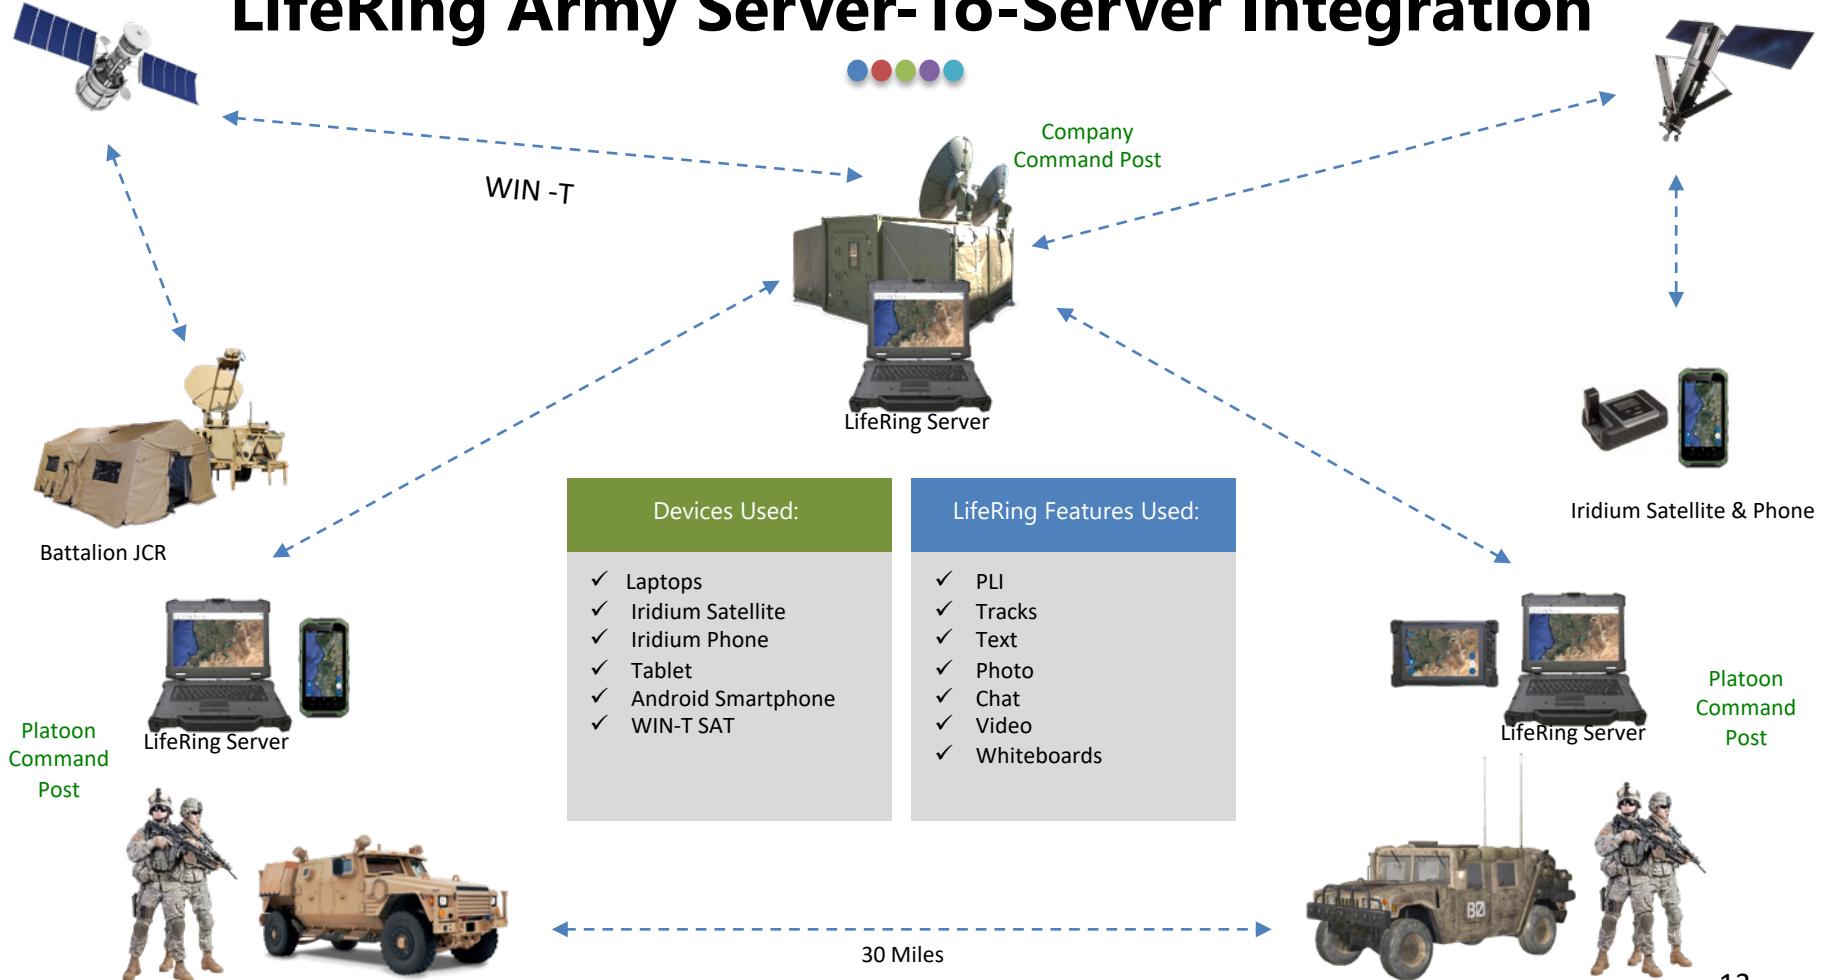 LifeRing Army Server-To-Server Integration
Company
Command Post
WIN -T
LifeRing Server
Battalion JCR
Iridium Satellite & Phone
Devices Used:
✓ Laptops
✓ Iridium Satellite
✓ Iridium Phone
✓ Tablet
✓ Android Smartphone
✓ WIN-T SAT
LifeRing Features Used:
✓ PLI
✓ Tracks
✓ Text
✓ Photo
✓ Chat
✓ Video
✓ Whiteboards
Platoon
Command
Post
LifeRing Server
LifeRing Server
Platoon
Command
Post
30 Miles